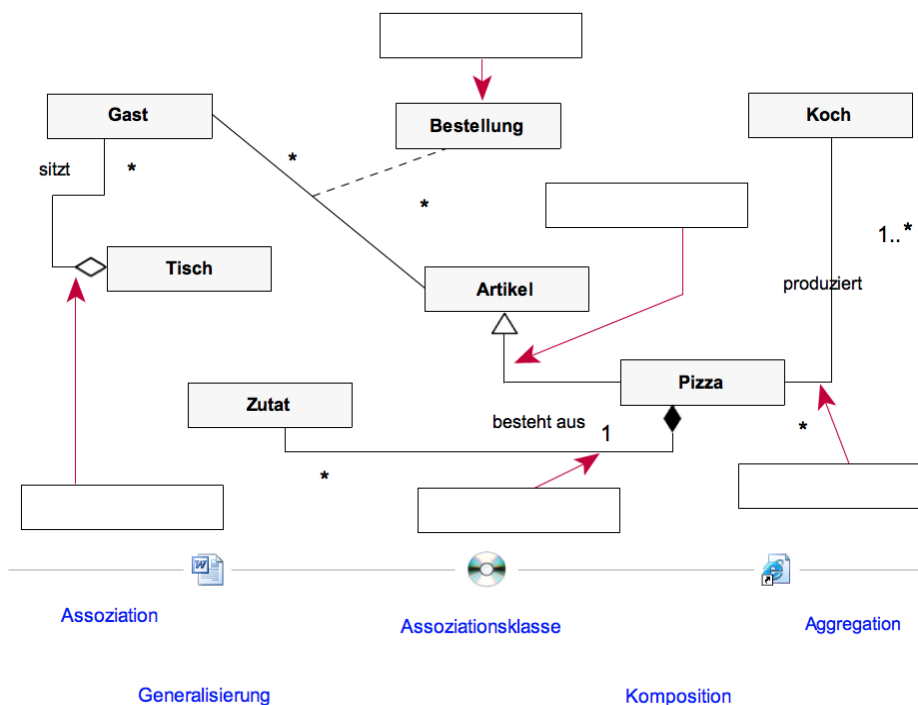 Gast
Bestellung
Koch
sitzt
*
*
*
1..*
Tisch
Artikel
produziert
Pizza
Zutat
besteht aus
1
*
*
Assoziation
Assoziationsklasse
Aggregation
Generalisierung
Komposition